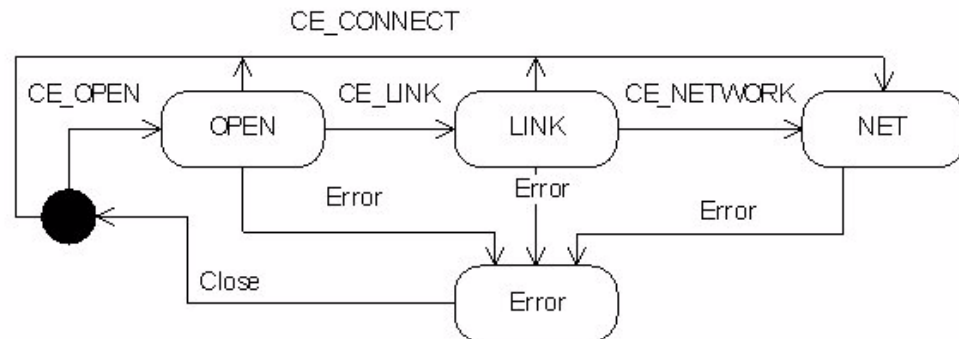 CE_CONNECT
CE_OPEN
CE_LINK
CE_NETWORK
OPEN
LINK
NET
Error
Error
Error
Close
Error